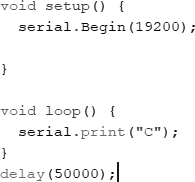 void setup() {
serial.Begin(19200);
}
void loop() {
serial.print("C");
}
delay(50000);